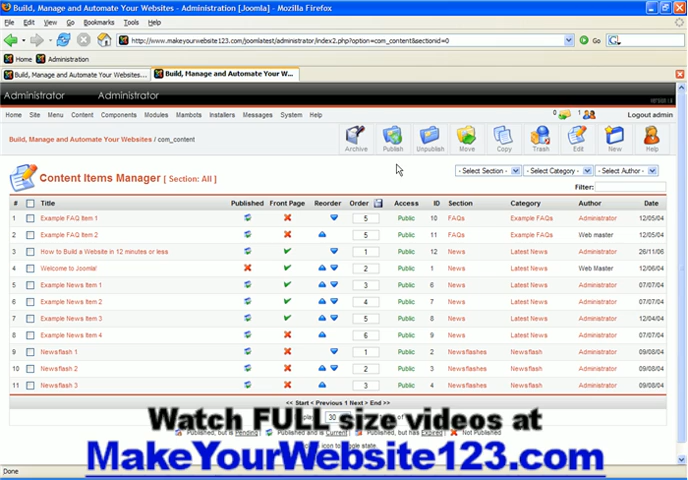 Build, Manage and Automate Your Websites - Administration [Joomla] - Mozilla Firefox
File Edit View Go Bookmarks Tools Help
http://www.makeyourwebsite123.com/joomlatest/administrator/index2.php?option=com_content&sectionid=0 Go
Home Administration
Build, Manage and Automate Your Websites... Build, Manage and Automate Your W...
Administrator Administrator
Home Site Menu Content Components Modules Mambots Installers Messages System Help 0 1 Logout admin
Build, Manage and Automate Your Websites / com_content
Archive Publish Unpublish Move Copy Trash Edit New Help
- Select Section - - Select Category - - Select Author -
Content Items Manager [ Section: All ]
Filter:
# Title Published Front Page Reorder Order Access ID Section Category Author Date
1 Example FAQ Item 1 5 Public 10 FAQs Example FAQs Administrator 12/05/04
2 Example FAQ Item 2 5 Public 11 FAQs Example FAQs Web master 12/05/04
3 How to Build a Website in 12 minutes or less 1 Public 12 News Latest News Administrator 26/11/06
4 Welcome to Joomla! 2 Public 1 News Latest News Web Master 12/06/04
5 Example News Item 1 3 Public 6 News Latest News Administrator 07/07/04
6 Example News Item 2 4 Public 7 News Latest News Administrator 07/07/04
7 Example News Item 3 5 Public 8 News Latest News Administrator 12/04/04
8 Example News Item 4 6 Public 9 News Latest News Administrator 07/07/04
9 Newsflash 1 1 Public 2 Newsflashes Newsflash Administrator 09/08/04
10 Newsflash 2 2 Public 3 Newsflashes Newsflash Administrator 09/08/04
11 Newsflash 3 3 Public 4 Newsflashes Newsflash Administrator 09/08/04
<< Start < Previous 1 Next > End >>
30
Watch FULL size videos at
Published, but is Pending Published and is Current Published, but has Expired Not Published
icon to toggle state.
MakeYourWebsite123.com
Done